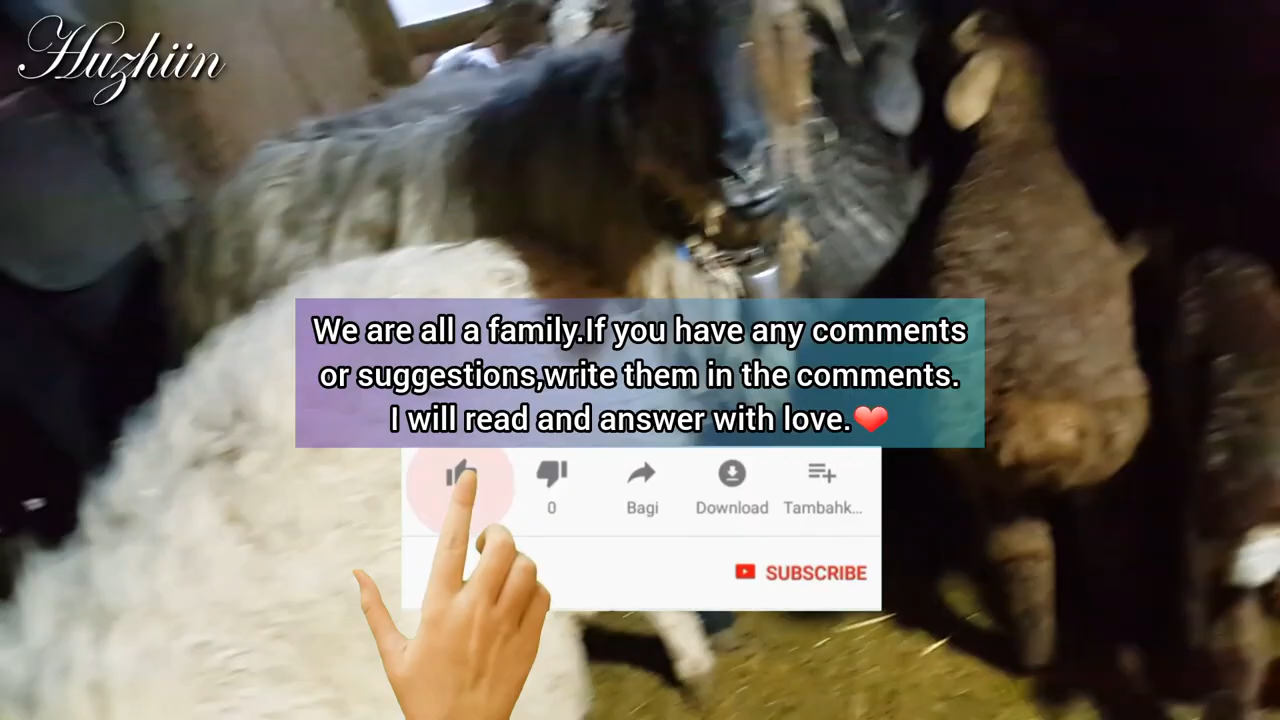 Huzhiin
We are all a family.If you have any comments
or suggestions,write them in the comments.
I will read and answer with love.❤️
0 Bagi Download Tambahk...
SUBSCRIBE